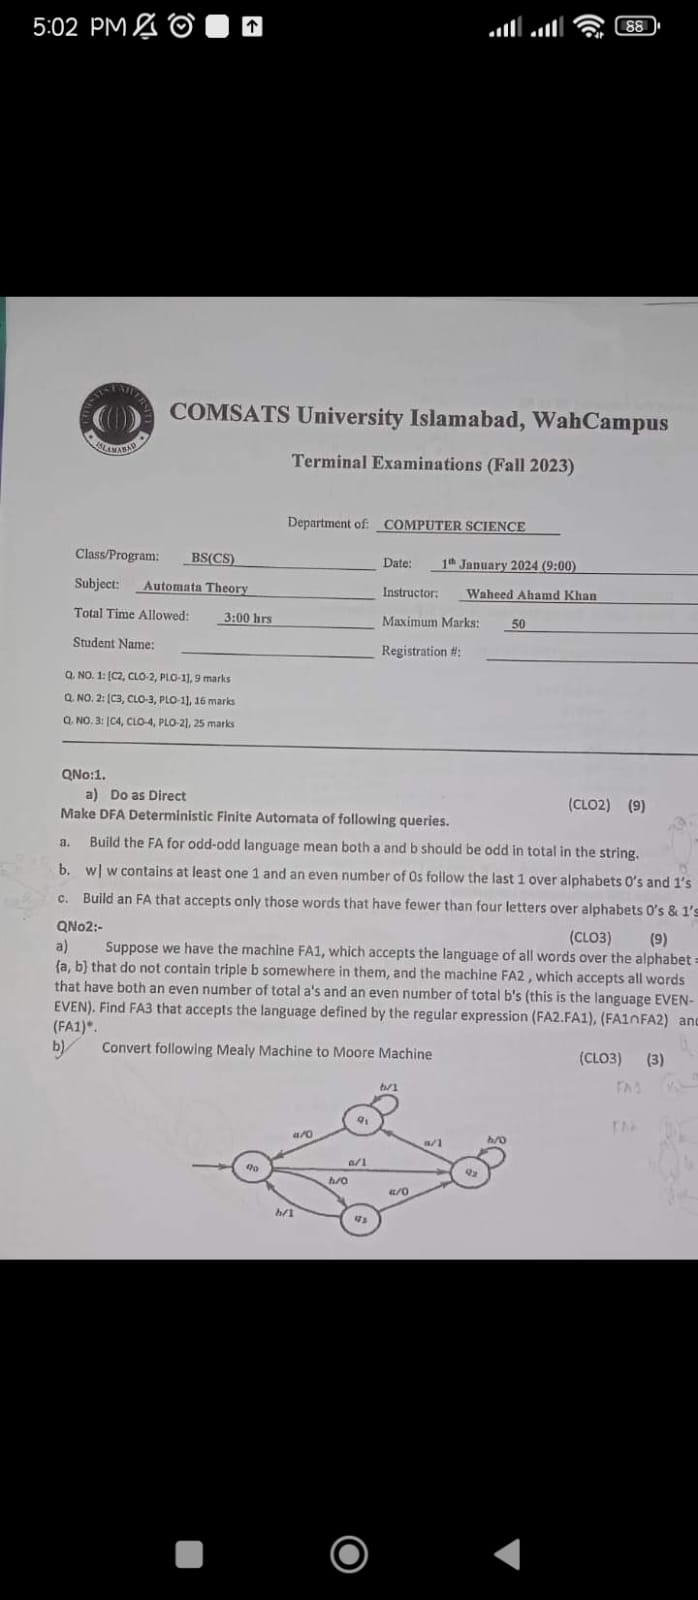 5:02 PM
88
COMSATS University Islamabad, WahCampus
Terminal Examinations (Fall 2023)
Department of: COMPUTER SCIENCE
Class/Program: BS(CS) Date: 1th January 2024 (9:00)
Subject: Automata Theory Instructor: Waheed Ahamd Khan
Total Time Allowed: 3:00 hrs Maximum Marks: 50
Student Name: Registration #:
Q. NO. 1: [C2, CLO-2, PLO-1], 9 marks
Q. NO. 2: [C3, CLO-3, PLO-1], 16 marks
Q. NO. 3: [C4, CLO-4, PLO-2], 25 marks
QNo:1.
a) Do as Direct (CLO2) (9)
Make DFA Deterministic Finite Automata of following queries.
a. Build the FA for odd-odd language mean both a and b should be odd in total in the string.
b. w| w contains at least one 1 and an even number of 0s follow the last 1 over alphabets 0's and 1's
c. Build an FA that accepts only those words that have fewer than four letters over alphabets 0's & 1's
QNo2:- (CLO3) (9)
a) Suppose we have the machine FA1, which accepts the language of all words over the alphabet =
{a, b} that do not contain triple b somewhere in them, and the machine FA2 , which accepts all words
that have both an even number of total a's and an even number of total b's (this is the language EVEN-
EVEN). Find FA3 that accepts the language defined by the regular expression (FA2.FA1), (FA1∩FA2) and
(FA1)*.
b) Convert following Mealy Machine to Moore Machine (CLO3) (3)
b/1
q1
a/0
a/1
b/0
q0
a/1
q2
b/0
a/0
b/1
q3
FA1